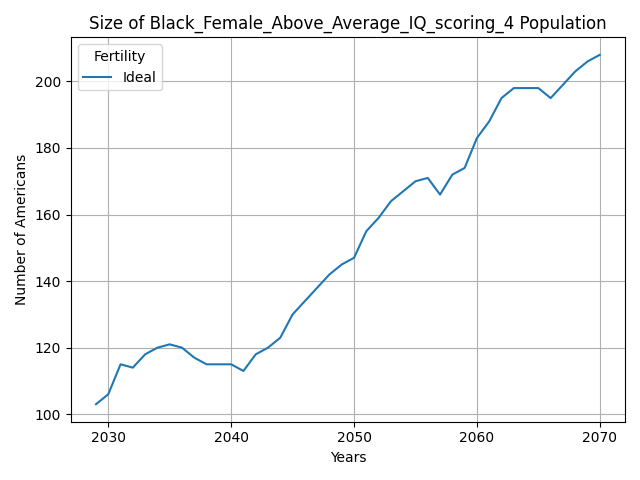 Size of Black_Female_Above_Average_IQ_scoring_4 Population
Fertility
Ideal
Number of Americans
200
180
160
140
120
100
2030 2040 2050 2060 2070
Years